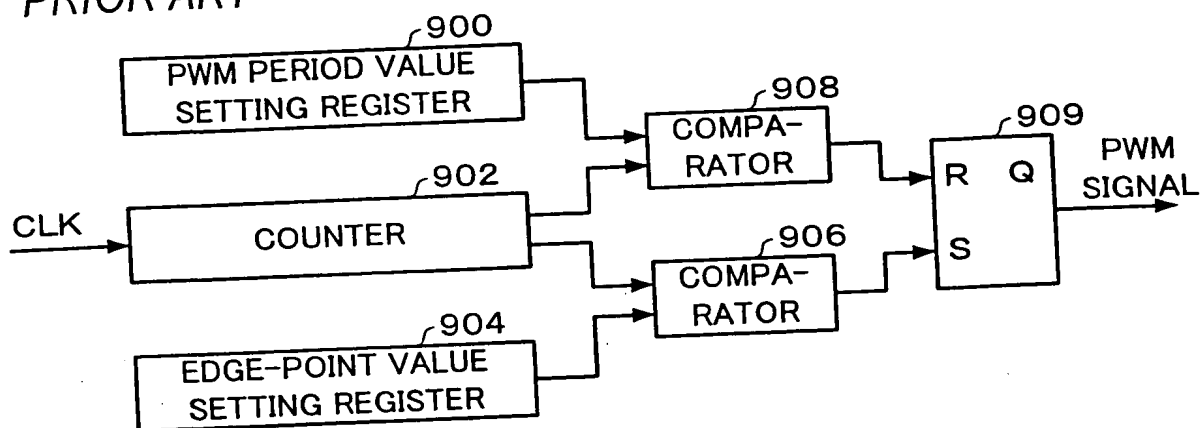 PRIOR ART
900
PWM PERIOD VALUE
SETTING REGISTER
908
COMPA-
RATOR
909
R Q
S
PWM
SIGNAL
902
CLK
COUNTER
906
COMPA-
RATOR
904
EDGE-POINT VALUE
SETTING REGISTER